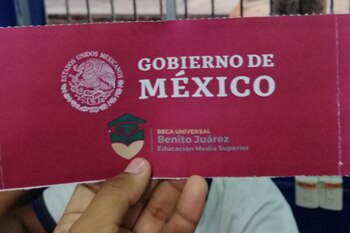 ESTADOS UNIDOS MEXICANOS
GOBIERNO DE
MÉXICO
BECA UNIVERSAL
Benito Juárez
Educación Media Superior